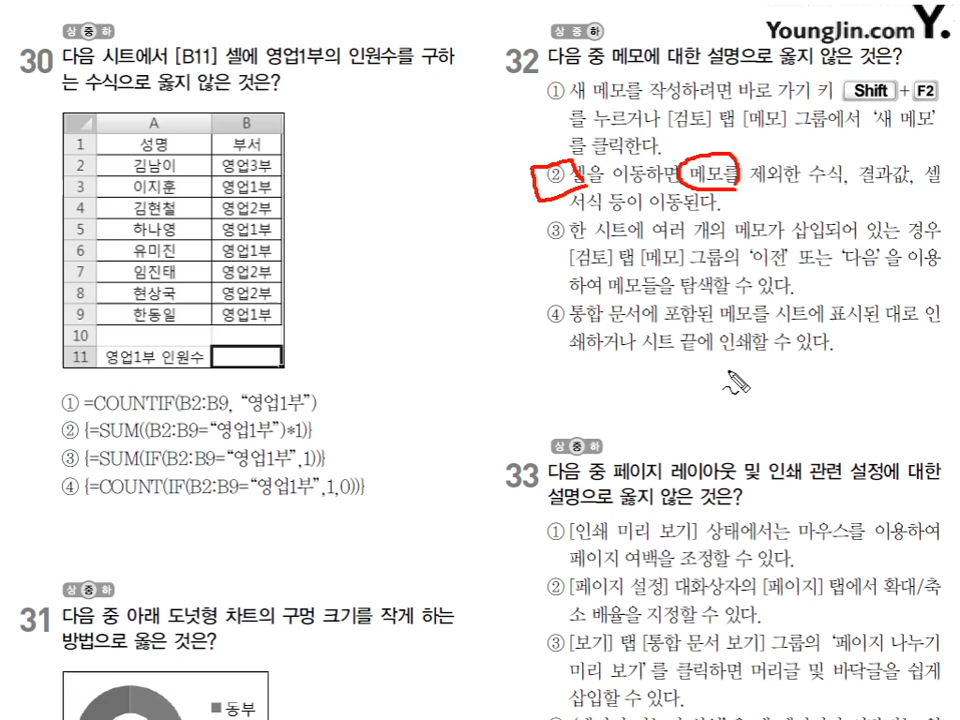 YoungJin.com Y.
상 중 하
30 다음 시트에서 [B11] 셀에 영업1부의 인원수를 구하
는 수식으로 옳지 않은 것은?
A B
1 성명 부서
2 김남이 영업3부
3 이지훈 영업1부
4 김현철 영업2부
5 하나영 영업1부
6 유미진 영업1부
7 임진태 영업2부
8 현상국 영업2부
9 한동일 영업1부
10
11 영업1부 인원수
① =COUNTIF(B2:B9, “영업1부”)
② {=SUM((B2:B9=“영업1부”)*1)}
③ {=SUM(IF(B2:B9=“영업1부”,1))}
④ {=COUNT(IF(B2:B9=“영업1부”,1,0))}
상 중 하
31 다음 중 아래 도넛형 차트의 구멍 크기를 작게 하는
방법으로 옳은 것은?
동부
상 중 하
32 다음 중 메모에 대한 설명으로 옳지 않은 것은?
① 새 메모를 작성하려면 바로 가기 키 Shift + F2
를 누르거나 [검토] 탭 [메모] 그룹에서 ‘새 메모’
를 클릭한다.
② 셀을 이동하면 메모를 제외한 수식, 결과값, 셀
서식 등이 이동된다.
③ 한 시트에 여러 개의 메모가 삽입되어 있는 경우
[검토] 탭 [메모] 그룹의 ‘이전’ 또는 ‘다음’을 이용
하여 메모들을 탐색할 수 있다.
④ 통합 문서에 포함된 메모를 시트에 표시된 대로 인
쇄하거나 시트 끝에 인쇄할 수 있다.
상 중 하
33 다음 중 페이지 레이아웃 및 인쇄 관련 설정에 대한
설명으로 옳지 않은 것은?
① [인쇄 미리 보기] 상태에서는 마우스를 이용하여
페이지 여백을 조정할 수 있다.
② [페이지 설정] 대화상자의 [페이지] 탭에서 확대/축
소 배율을 지정할 수 있다.
③ [보기] 탭 [통합 문서 보기] 그룹의 ‘페이지 나누기
미리 보기’를 클릭하면 머리글 및 바닥글을 쉽게
삽입할 수 있다.